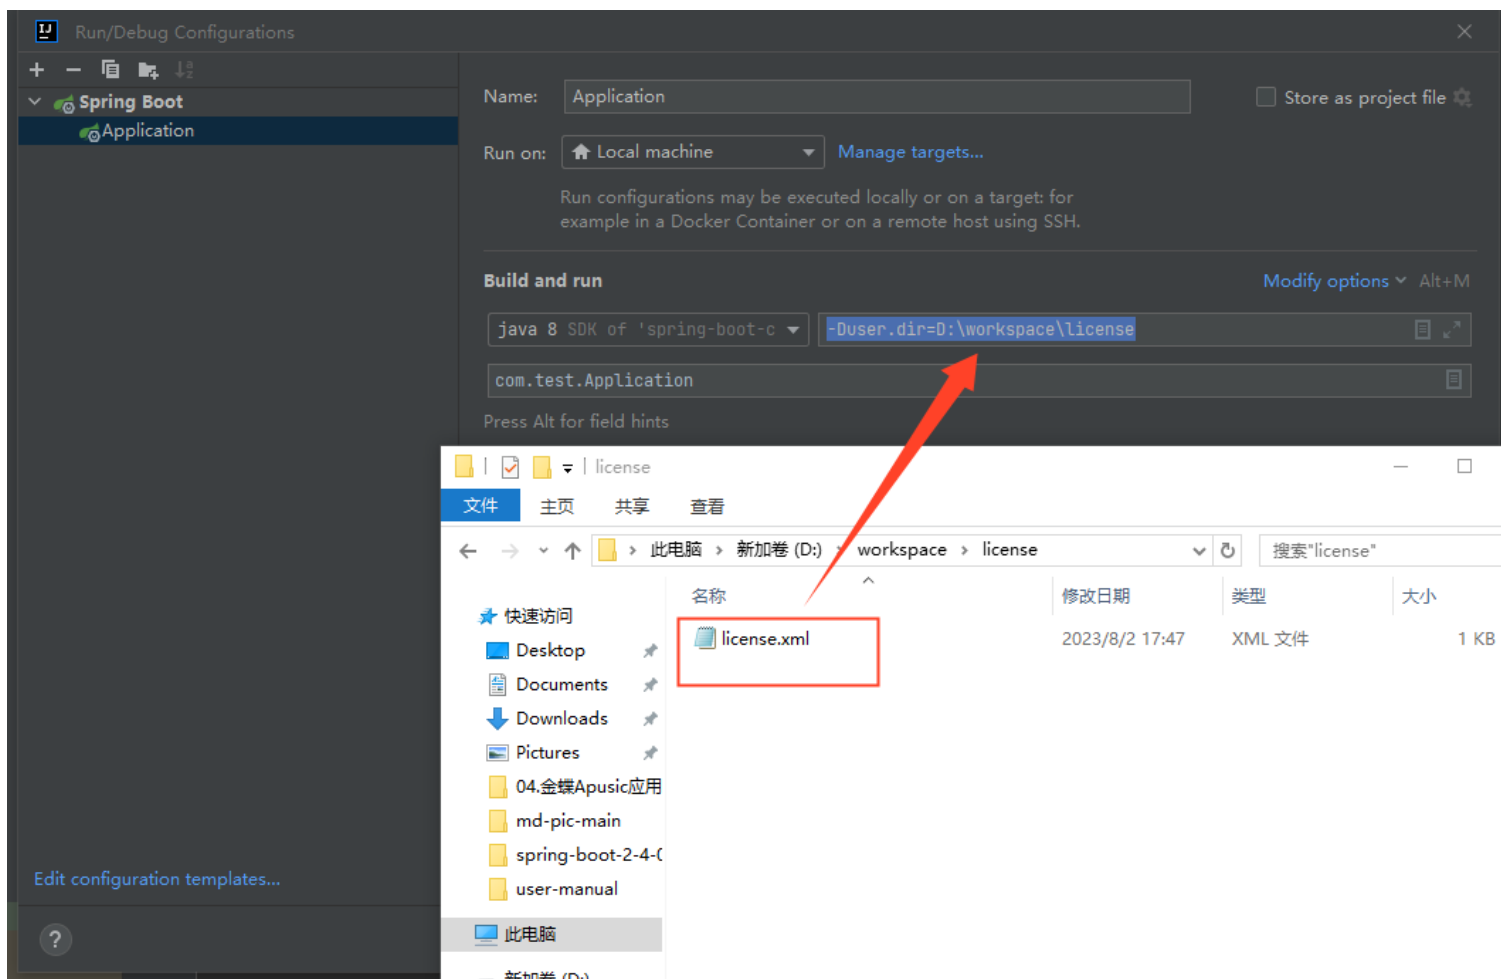 Run/Debug Configurations
Spring Boot
Application
Name: Application Store as project file
Run on: Local machine Manage targets...
Run configurations may be executed locally or on a target: for
example in a Docker Container or on a remote host using SSH.
Build and run Modify options Alt+M
java 8 SDK of 'spring-boot-c -Duser.dir=D:\workspace\license
com.test.Application
Press Alt for field hints
Edit configuration templates...
?
license
文件 主页 共享 查看
此电脑 新加卷 (D:) workspace license 搜索"license"
名称 修改日期 类型 大小
license.xml 2023/8/2 17:47 XML 文件 1 KB
快速访问
Desktop
Documents
Downloads
Pictures
04.金蝶Apusic应用
md-pic-main
spring-boot-2-4-0
user-manual
此电脑
新加卷 (D:)